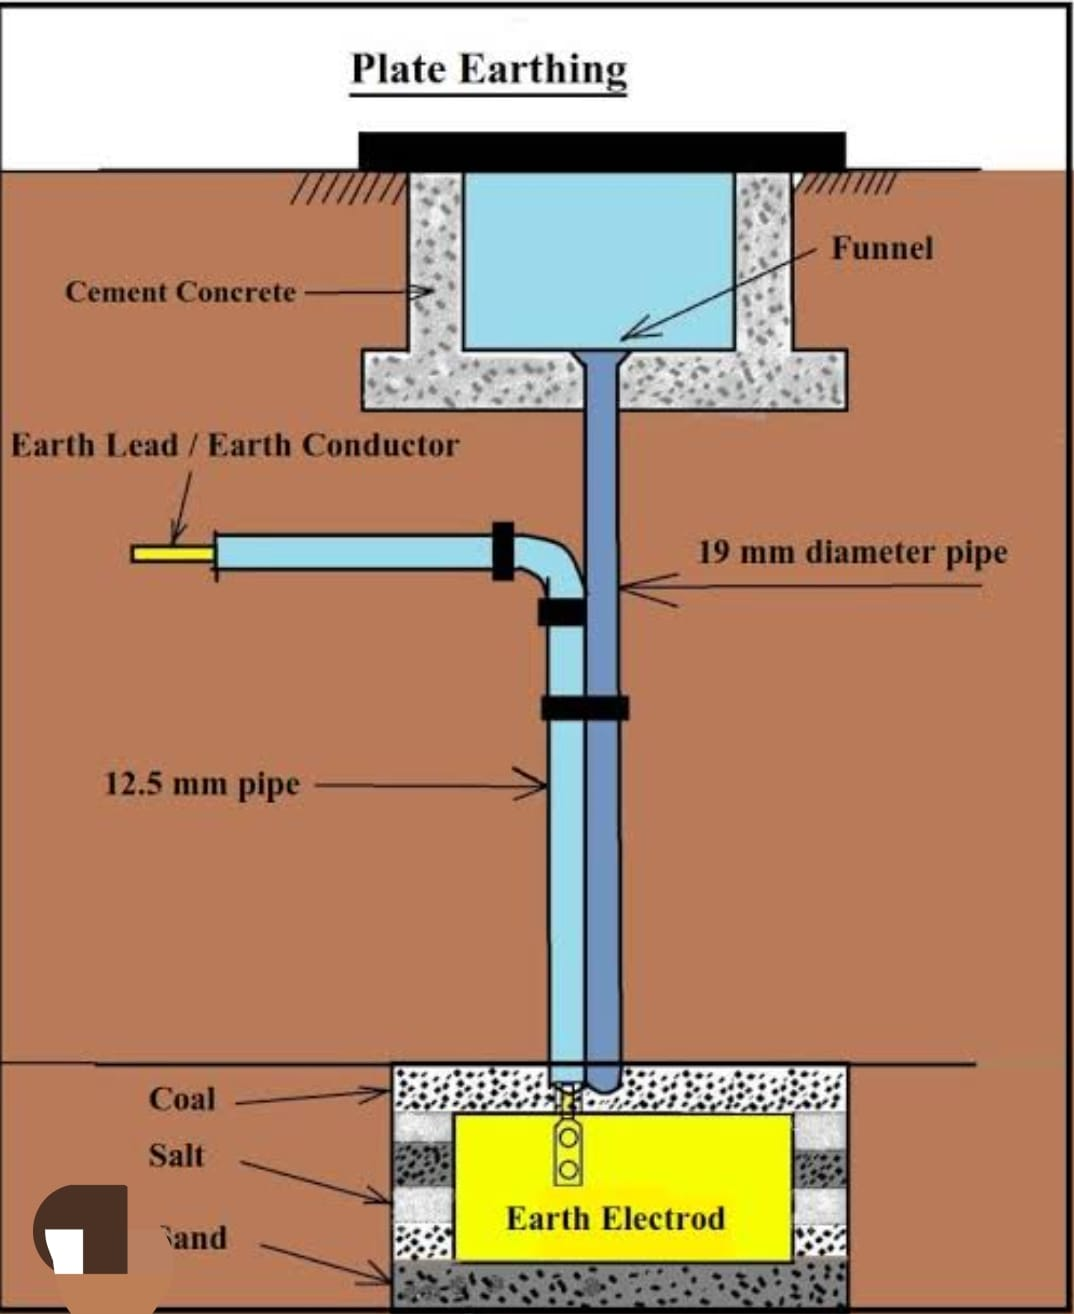 Plate Earthing
Funnel
Cement Concrete
Earth Lead / Earth Conductor
19 mm diameter pipe
12.5 mm pipe
Coal
Salt
Earth Electrod
Sand